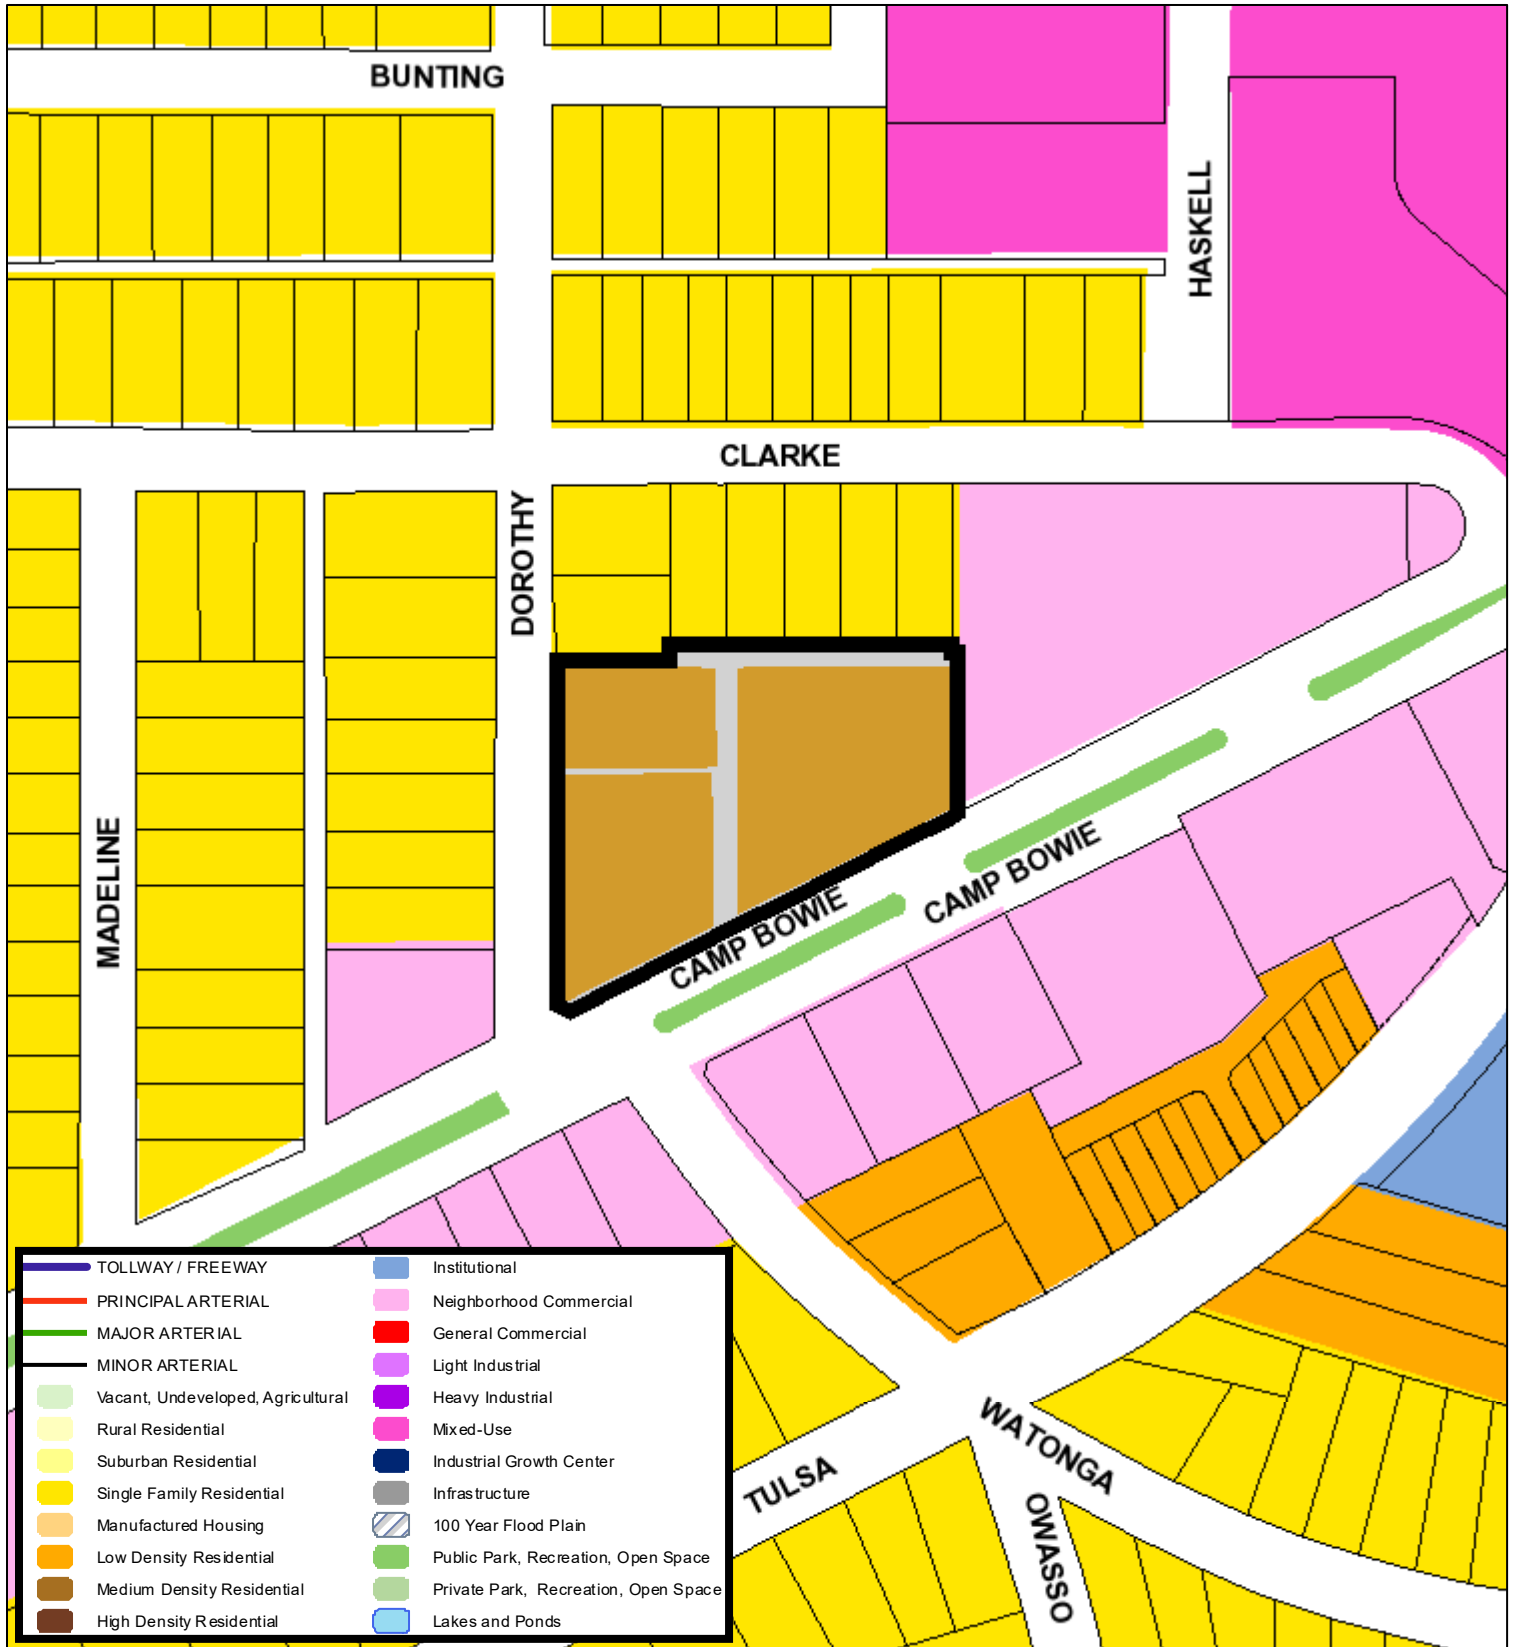 BUNTING
HASKELL
CLARKE
DOROTHY
MADELINE
CAMP BOWIE
CAMP BOWIE
WATONGA
TULSA
OWASSO
TOLLWAY / FREEWAY
PRINCIPAL ARTERIAL
MAJOR ARTERIAL
MINOR ARTERIAL
Vacant, Undeveloped, Agricultural
Rural Residential
Suburban Residential
Single Family Residential
Manufactured Housing
Low Density Residential
Medium Density Residential
High Density Residential
Institutional
Neighborhood Commercial
General Commercial
Light Industrial
Heavy Industrial
Mixed-Use
Industrial Growth Center
Infrastructure
100 Year Flood Plain
Public Park, Recreation, Open Space
Private Park, Recreation, Open Space
Lakes and Ponds